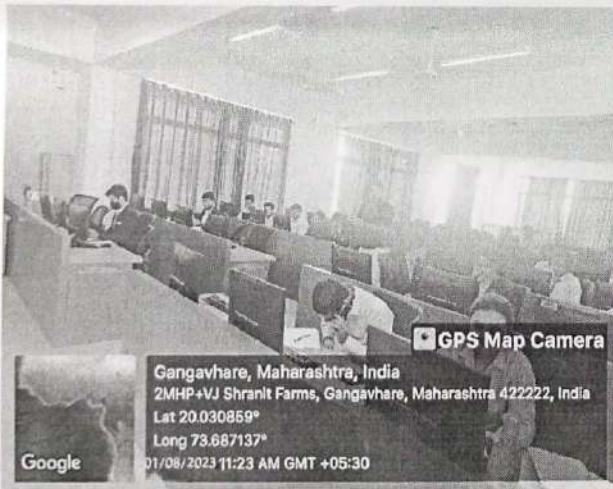 GPS Map Camera
Gangavhare, Maharashtra, India
2MHP+VJ Shranit Farms, Gangavhare, Maharashtra 422222, India
Lat 20.030859°
Long 73.687137°
01/08/2023 11:23 AM GMT +05:30
Google